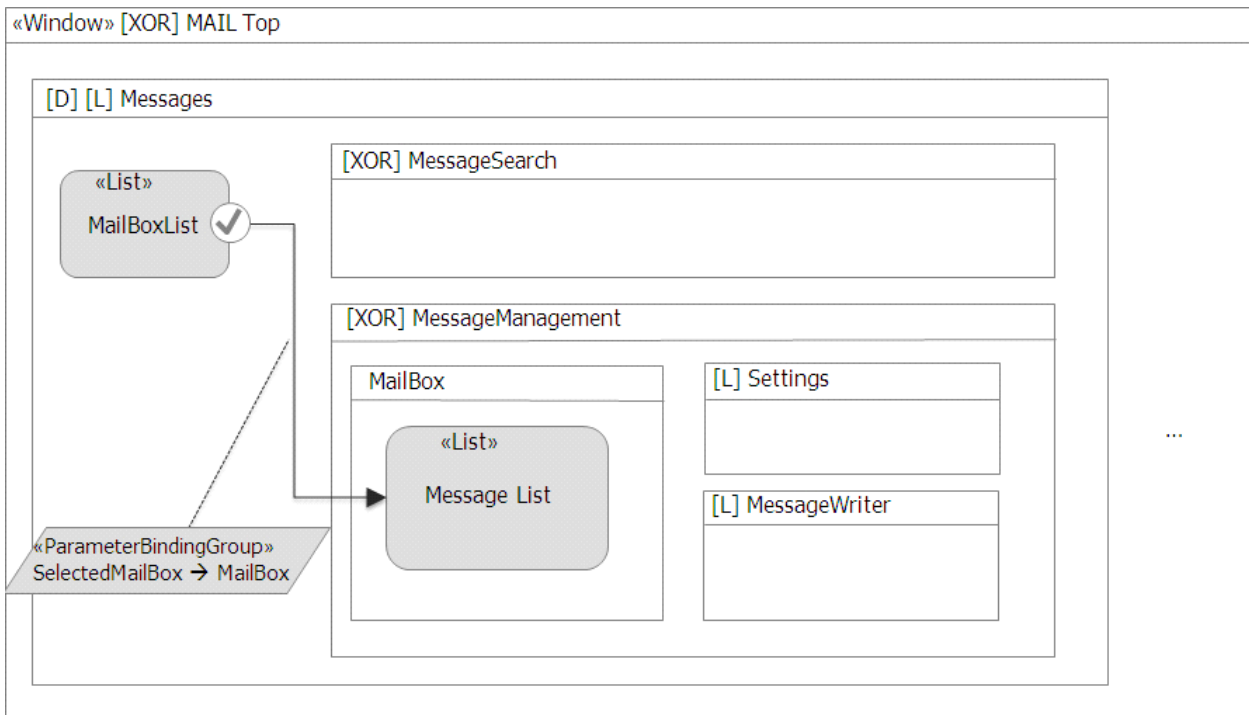 «Window» [XOR] MAIL Top
[D] [L] Messages
«List»
MailBoxList
[XOR] MessageSearch
[XOR] MessageManagement
MailBox
«List»
Message List
[L] Settings
[L] MessageWriter
...
«ParameterBindingGroup»
SelectedMailBox → MailBox